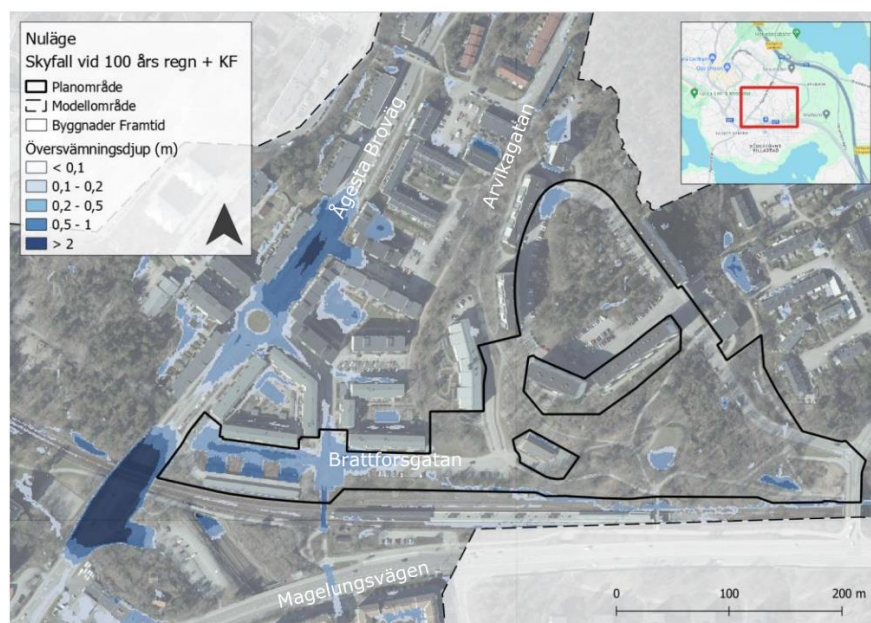 Nuläge
Skyfall vid 100 års regn + KF
Planområde
Modellområde
Byggnader Framtid
Översvämningsdjup (m)
< 0,1
0,1 - 0,2
0,2 - 0,5
0,5 - 1
> 2
Ågesta Broväg
Arvikagatan
Brattforsgatan
Magelungsvägen
0
100
200 m